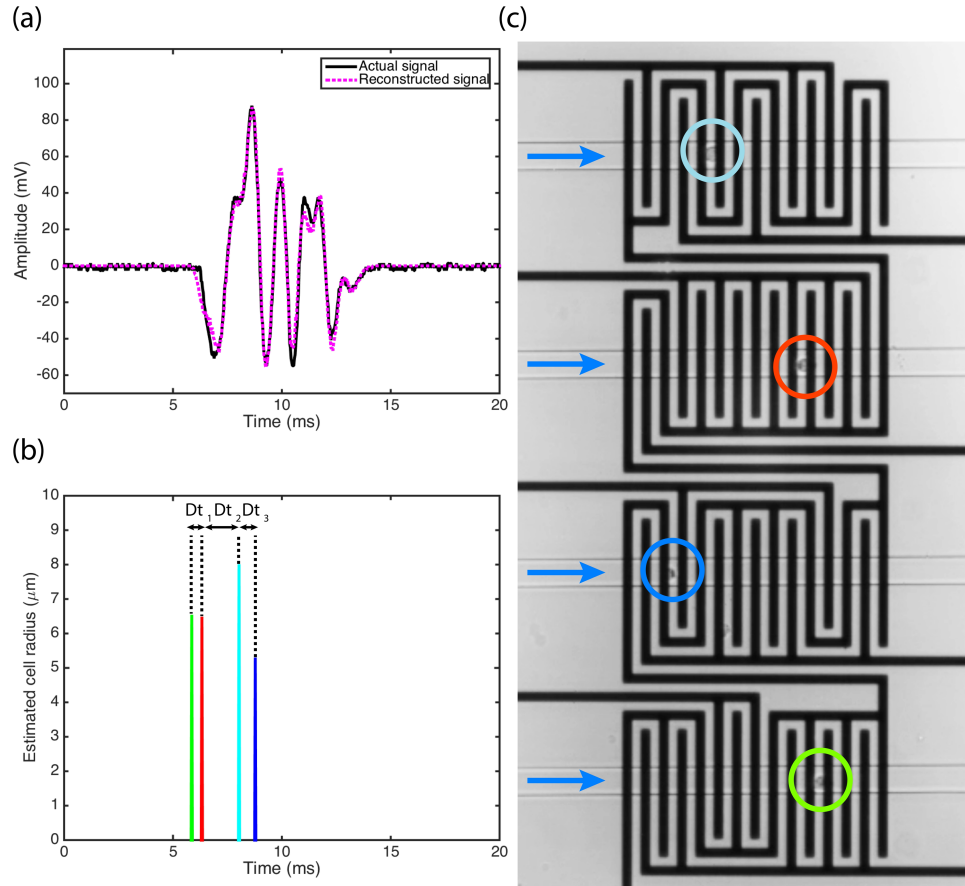 (a)
Actual signal
Reconstructed signal
100
80
60
40
20
0
-20
-40
-60
Amplitude (mV)
0 5 10 15 20
Time (ms)
(b)
Dt 1 Dt 2 Dt 3
10
9
8
7
6
5
4
3
2
1
0
Estimated cell radius (μm)
0 5 10 15 20
Time (ms)
(c)